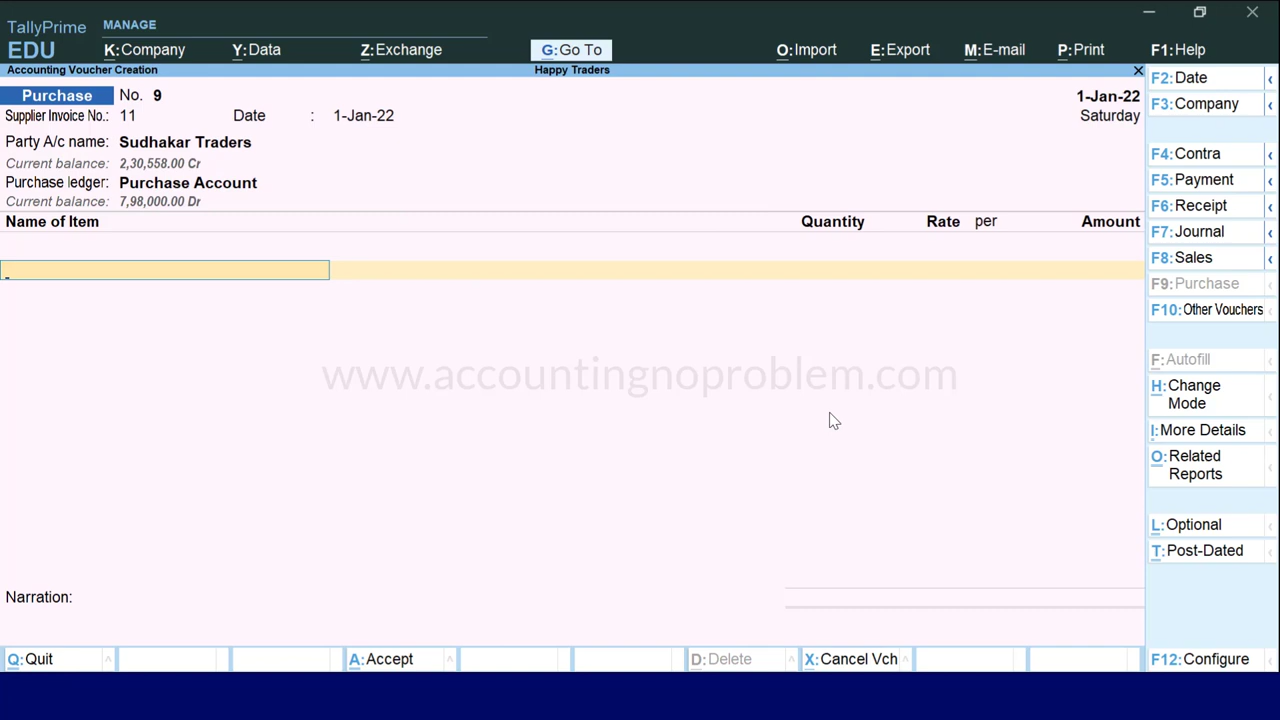 TallyPrime MANAGE
EDU K:Company Y:Data Z:Exchange G:Go To O:Import E:Export M:E-mail P:Print F1:Help
Accounting Voucher Creation Happy Traders
Purchase No. 9 1-Jan-22
Supplier Invoice No.: 11 Date : 1-Jan-22 Saturday
Party A/c name: Sudhakar Traders
Current balance: 2,30,558.00 Cr
Purchase ledger: Purchase Account
Current balance: 7,98,000.00 Dr
Name of Item Quantity Rate per Amount
www.accountingnoproblem.com
Narration:
F2:Date
F3:Company
F4:Contra
F5:Payment
F6:Receipt
F7:Journal
F8:Sales
F9:Purchase
F10:Other Vouchers
F:Autofill
H:Change
Mode
I:More Details
O:Related
Reports
L:Optional
T:Post-Dated
Q:Quit A:Accept D:Delete X:Cancel Vch F12:Configure